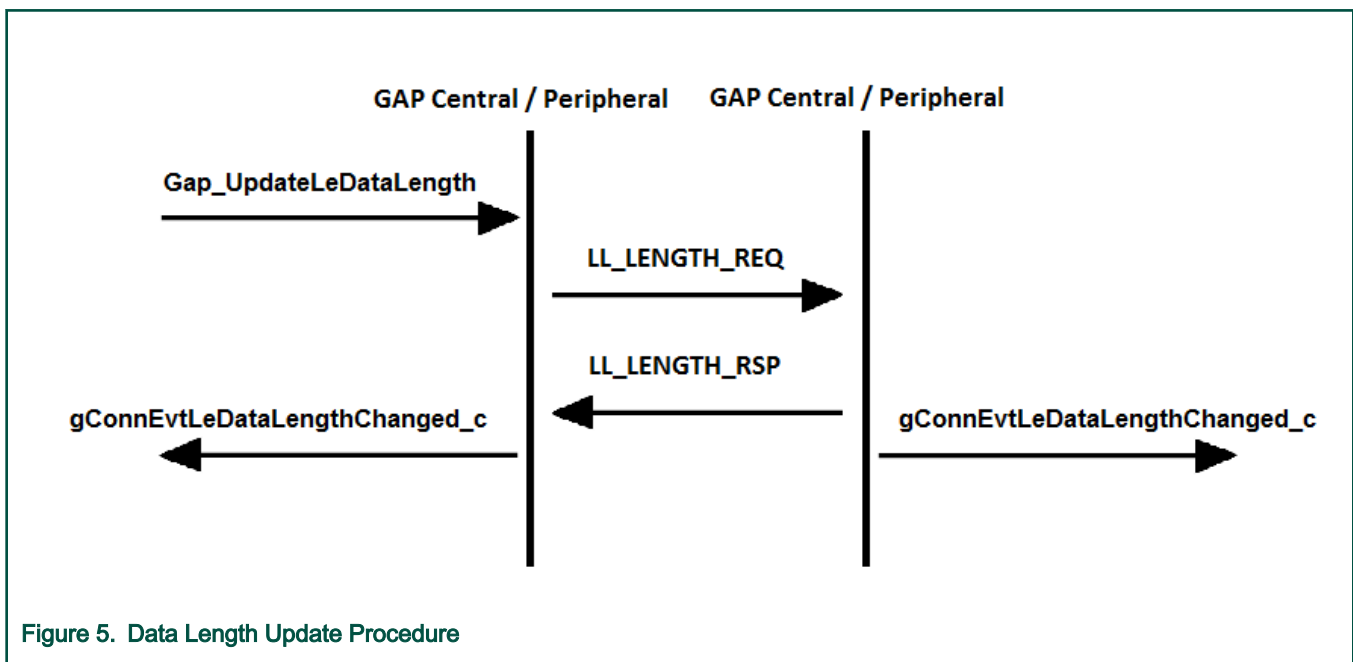 GAP Central / Peripheral GAP Central / Peripheral
Gap_UpdateLeDataLength
LL_LENGTH_REQ
LL_LENGTH_RSP
gConnEvtLeDataLengthChanged_c gConnEvtLeDataLengthChanged_c
Figure 5. Data Length Update Procedure